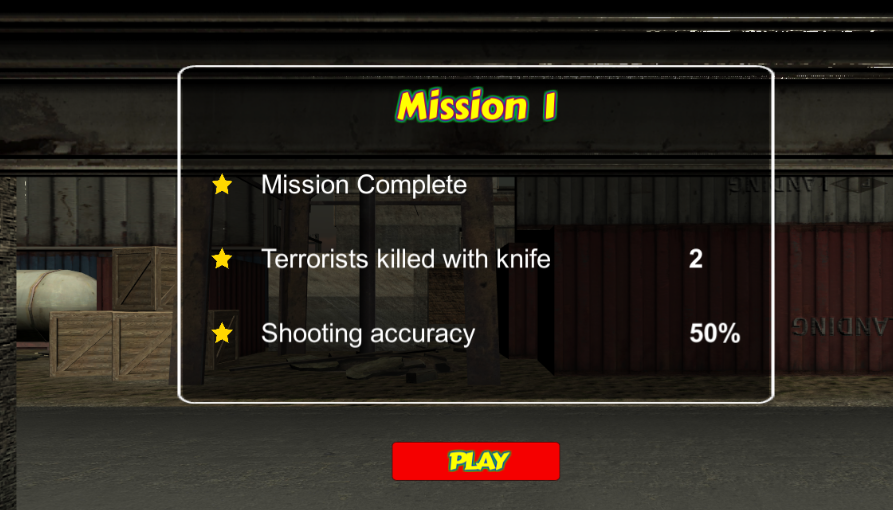 Mission 1
Mission Complete
Terrorists killed with knife 2
Shooting accuracy 50%
PLAY